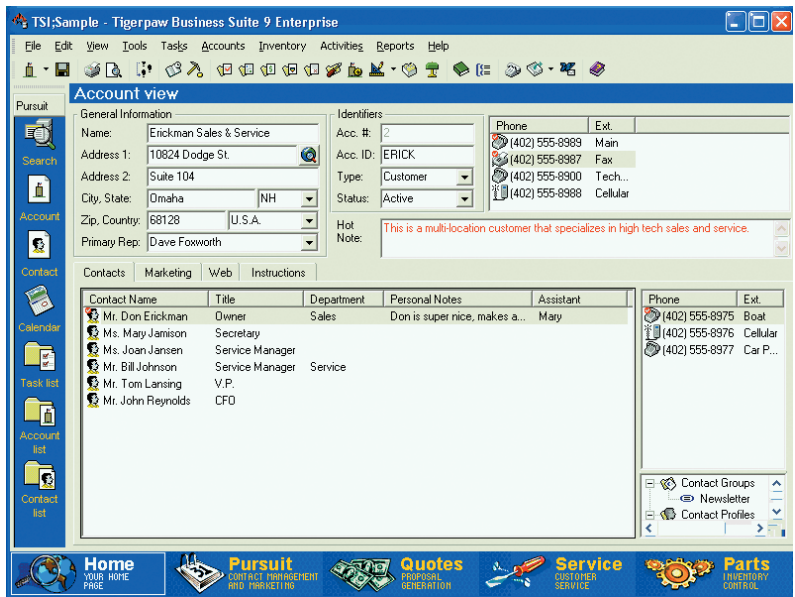 TSI;Sample - Tigerpaw Business Suite 9 Enterprise
File Edit View Tools Tasks Accounts Inventory Activities Reports Help
Pursuit
Search
Account
Contact
Calendar
Task list
Account list
Contact list
Account view
General Information
Name: Erickman Sales & Service
Address 1: 10824 Dodge St.
Address 2: Suite 104
City, State: Omaha NH
Zip, Country: 68128 U.S.A.
Primary Rep: Dave Foxworth
Identifiers
Acc. #: 2
Acc. ID: ERICK
Type: Customer
Status: Active
Phone Ext.
(402) 555-8989 Main
(402) 555-8987 Fax
(402) 555-8900 Tech...
(402) 555-8988 Cellular
Hot Note: This is a multi-location customer that specializes in high tech sales and service.
Contacts Marketing Web Instructions
Contact Name Title Department Personal Notes Assistant
Mr. Don Erickman Owner Sales Don is super nice, makes a... Mary
Ms. Mary Jamison Secretary
Ms. Joan Jansen Service Manager
Mr. Bill Johnson Service Manager Service
Mr. Tom Lansing V.P.
Mr. John Reynolds CFO
Phone Ext.
(402) 555-8975 Boat
(402) 555-8976 Cellular
(402) 555-8977 Car P...
Contact Groups
Newsletter
Contact Profiles
Home
YOUR HOME
PAGE
Pursuit
CONTACT MANAGEMENT
AND MARKETING
Quotes
PROPOSAL
GENERATION
Service
CUSTOMER
SERVICE
Parts
INVENTORY
CONTROL